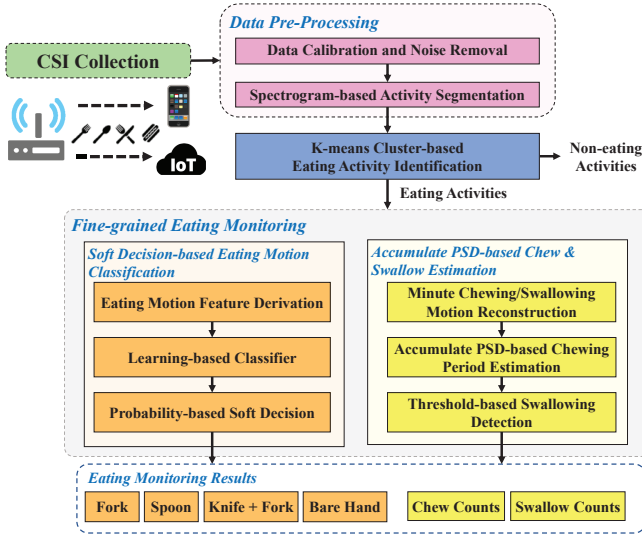 Data Pre-Processing
CSI Collection
Data Calibration and Noise Removal
Spectrogram-based Activity Segmentation
IoT
K-means Cluster-based
Eating Activity Identification
Non-eating
Activities
Eating Activities
Fine-grained Eating Monitoring
Soft Decision-based Eating Motion
Classification
Eating Motion Feature Derivation
Learning-based Classifier
Probability-based Soft Decision
Accumulate PSD-based Chew &
Swallow Estimation
Minute Chewing/Swallowing
Motion Reconstruction
Accumulate PSD-based Chewing
Period Estimation
Threshold-based Swallowing
Detection
Eating Monitoring Results
Fork
Spoon
Knife + Fork
Bare Hand
Chew Counts
Swallow Counts